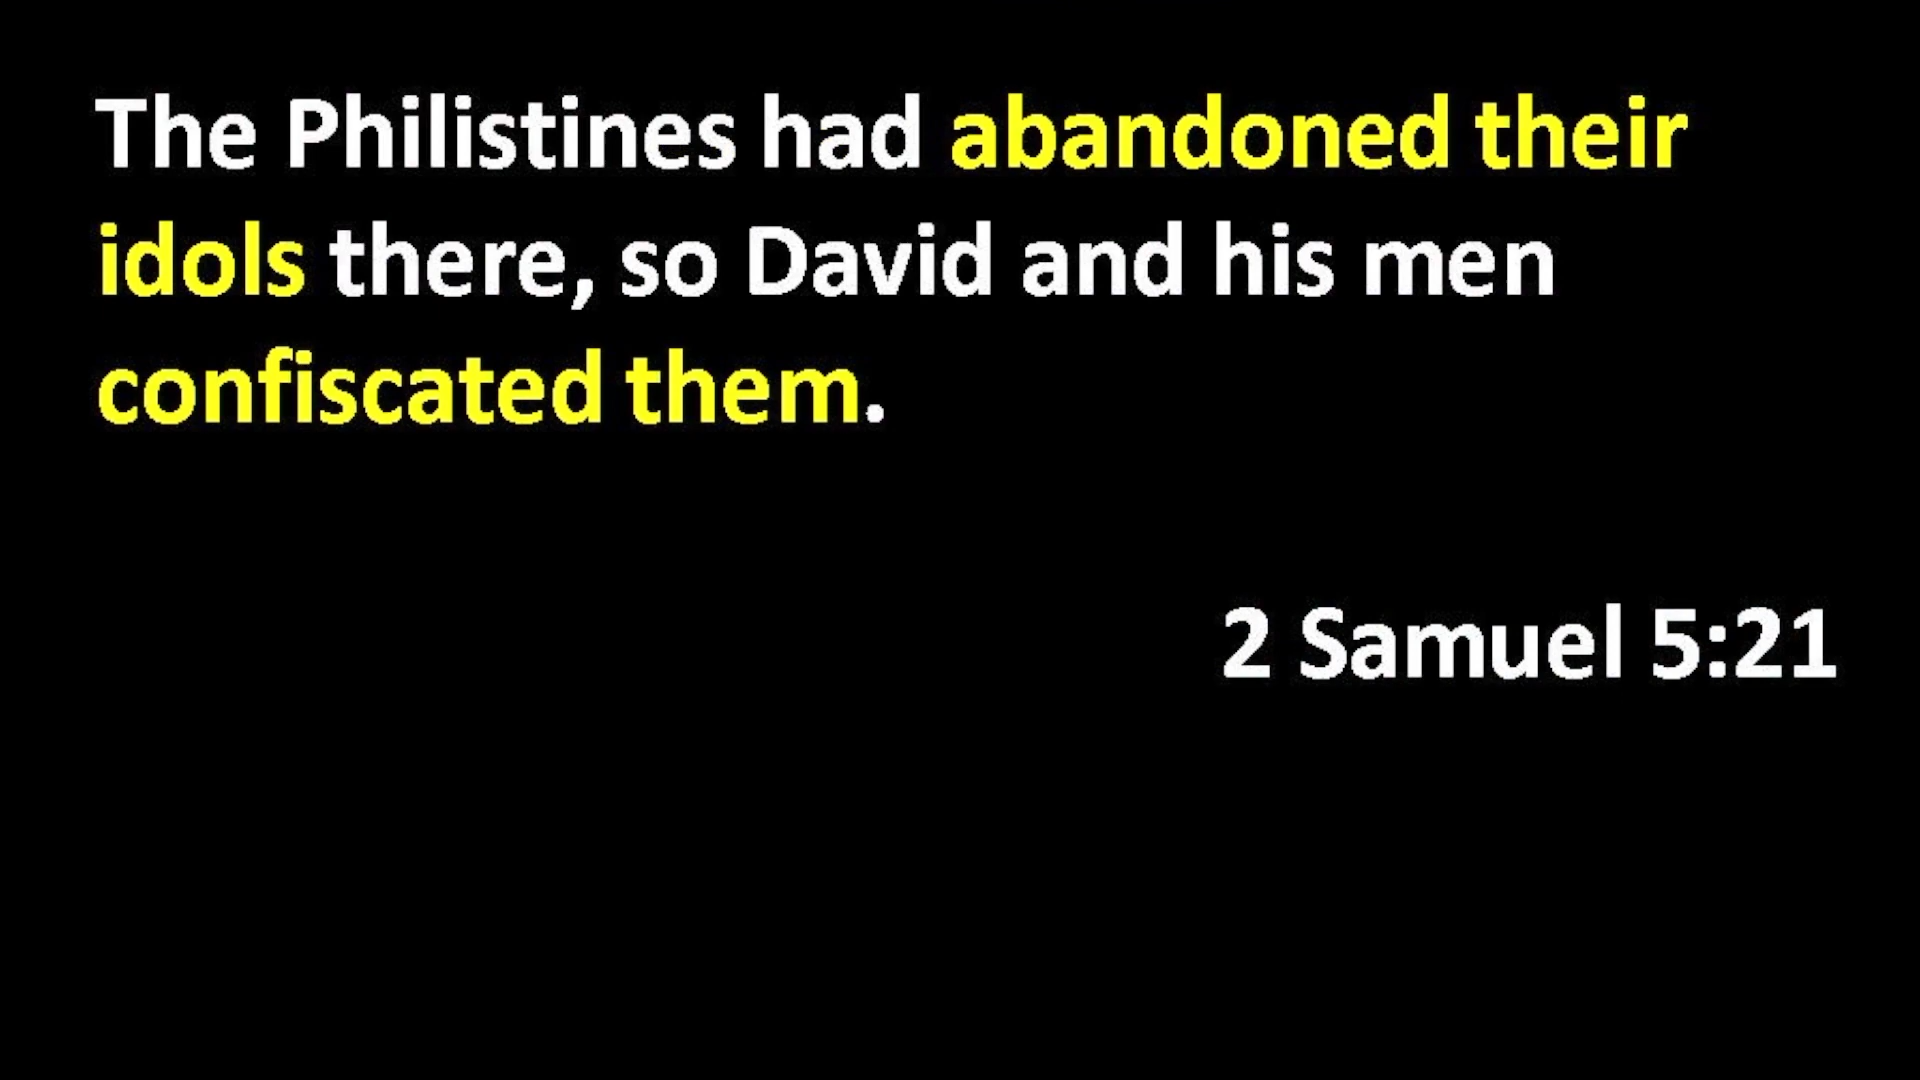 The Philistines had abandoned their
idols there, so David and his men
confiscated them.
2 Samuel 5:21